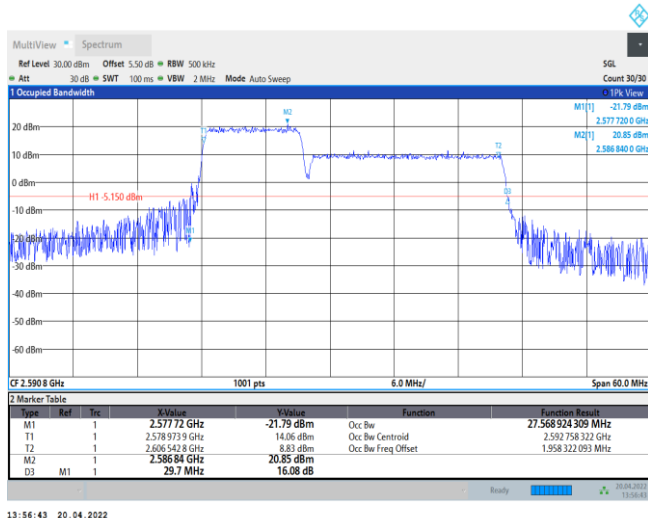 MultiView Spectrum
Ref Level 30.00 dBm Offset 5.50 dB RBW 500 kHz SGL
Att 30 dB SWT 100 ms VBW 2 MHz Mode Auto Sweep Count 30/30
1 Occupied Bandwidth 1Pk View
M1[1] -21.79 dBm
2.577 720 0 GHz
M2[1] 20.85 dBm
2.586 840 0 GHz
M2
T1
T2
D3
M1
20 dBm
10 dBm
0 dBm
H1 -5.150 dBm
-10 dBm
-20 dBm
-30 dBm
-40 dBm
-50 dBm
-60 dBm
CF 2.590 8 GHz 1001 pts 6.0 MHz/ Span 60.0 MHz
2 Marker Table
Type Ref Trc X-Value Y-Value Function Function Result
M1 1 2.577 72 GHz -21.79 dBm Occ Bw 27.568 924 309 MHz
T1 1 2.578 973 9 GHz 14.06 dBm Occ Bw Centroid 2.592 758 322 GHz
T2 1 2.606 542 8 GHz 8.83 dBm Occ Bw Freq Offset 1.958 322 093 MHz
M2 1 2.586 84 GHz 20.85 dBm
D3 M1 1 29.7 MHz 16.08 dB
Ready 20.04.2022
13:56:43
13:56:43 20.04.2022